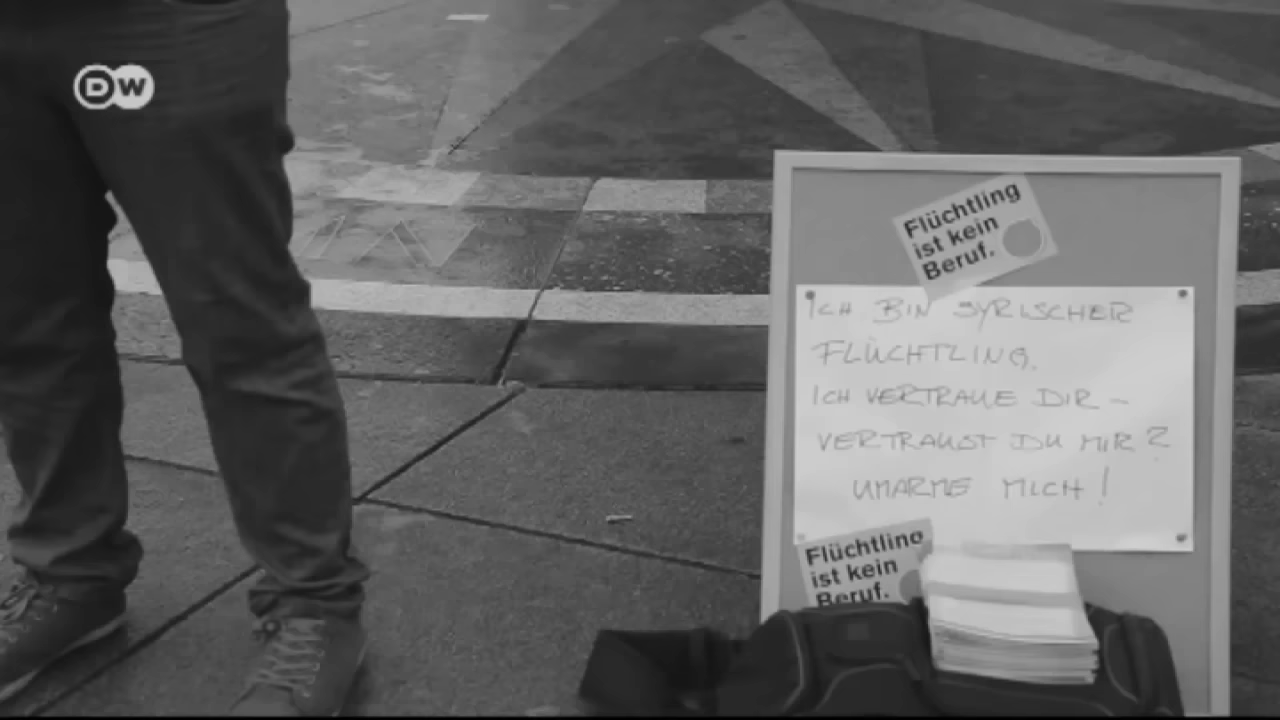 DW
Flüchtling
ist kein
Beruf.
ICH BIN SYRISCHER
FLÜCHTLING.
ICH VERTRAUE DIR –
VERTRAUST DU MIR?
UMARME MICH!
Flüchtling
ist kein
Beruf.